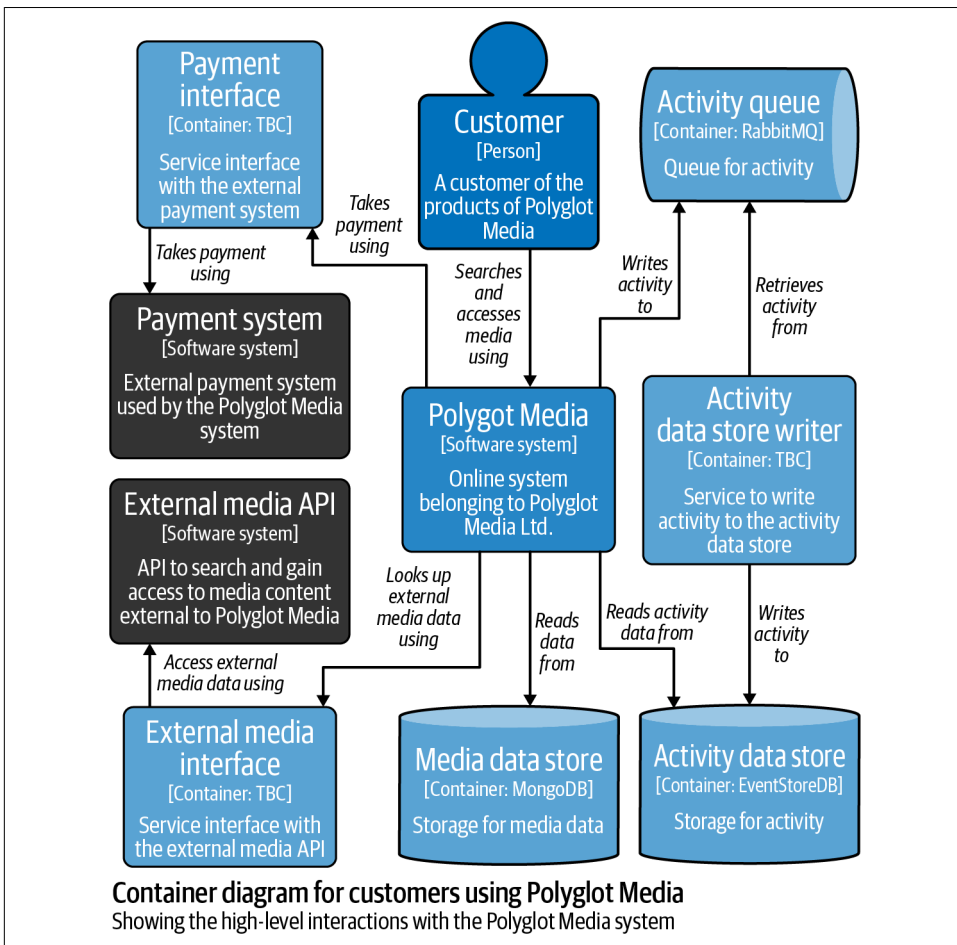 Payment
interface
[Container: TBC]
Service interface
with the external
payment system
Customer
[Person]
A customer of the
products of Polyglot
Media
Activity queue
[Container: RabbitMQ]
Queue for activity
Takes
payment
using
Takes payment
using
Searches and
accesses
media using
Writes
activity
to
Retrieves
activity
from
Payment system
[Software system]
External payment system
used by the Polyglot Media
system
Polygot Media
[Software system]
Online system
belonging to Polyglot
Media Ltd.
Activity
data store writer
[Container: TBC]
Service to write
activity to the activity
data store
External media API
[Software system]
API to search and gain
access to media content
external to Polyglot Media
Looks up
external
media data
using
Reads
data
from
Reads activity
data from
Writes
activity
to
Access external
media data using
External media
interface
[Container: TBC]
Service interface with
the external media API
Media data store
[Container: MongoDB]
Storage for media data
Activity data store
[Container: EventStoreDB]
Storage for activity
Container diagram for customers using Polyglot Media
Showing the high-level interactions with the Polyglot Media system